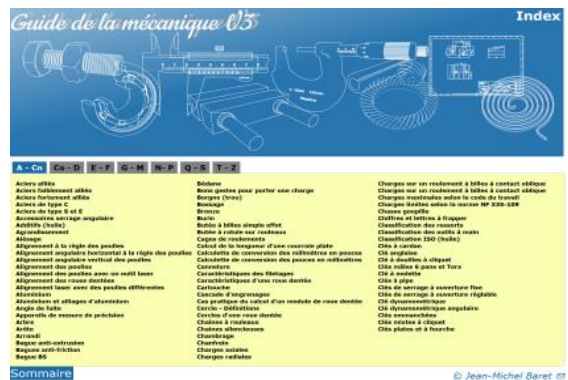 Guide de la mécanique V3
Index
A - Cn
Co - D
E - F
G - M
N- P
Q - S
T - Z
Aciers alliés
Aciers faiblement alliés
Aciers fortement alliés
Aciers de type C
Aciers de type S et E
Accessoires serrage angulaire
Additifs (huile)
Agrandissement
Alésage
Alignement à la règle des poulies
Alignement angulaire horizontal à la règle des poulies
Alignement angulaire vertical des poulies
Alignement des poulies
Alignement des poulies avec un outil laser
Alignement des roues dentées
Alignement laser avec des poulies différentes
Aluminium
Aluminium et alliages d'aluminium
Angle de fuite
Appareils de mesure de précision
Arbre
Arête
Arrondi
Bague anti-extrusion
Bagues anti-friction
Bague BS
Bédane
Bons gestes pour porter une charge
Borgne (trou)
Bossage
Bronze
Burin
Butée à billes simple effet
Butée à rotule sur rouleaux
Cages de roulements
Calcul de la longueur d'une courroie plate
Calculette de conversion des millimètres en pouces
Calculette de conversion des pouces en millimètres
Cannelure
Caractéristiques des filetages
Caractéristiques d'une roue dentée
Cartouche
Cascade d'engrenages
Cas pratique du calcul d'un module de roue dentée
Cercle - Définitions
Cercles d'une roue dentée
Chaînes à rouleaux
Chaînes silencieuses
Chambrage
Chanfrein
Charges axiales
Charges radiales
Charges sur un roulement à billes à contact oblique
Charges sur un roulement à billes à contact oblique
Charges maximales selon le code du travail
Charges limites selon la norme NF X35-109
Chasse goupille
Chiffres et lettres à frapper
Classification des ressorts
Classification des outils à main
Classification ISO (huile)
Clés à cardan
Clé anglaise
Clé à douilles à cliquet
Clés mâles 6 pans et Torx
Clé à molette
Clés à pipe
Clés de serrage à ouverture fixe
Clés de serrage à ouverture réglable
Clé dynamométrique
Clé dynamométrique angulaire
Clés emmanchées
Clés mixtes à cliquet
Clés plates et à fourche
Sommaire
© Jean-Michel Baret